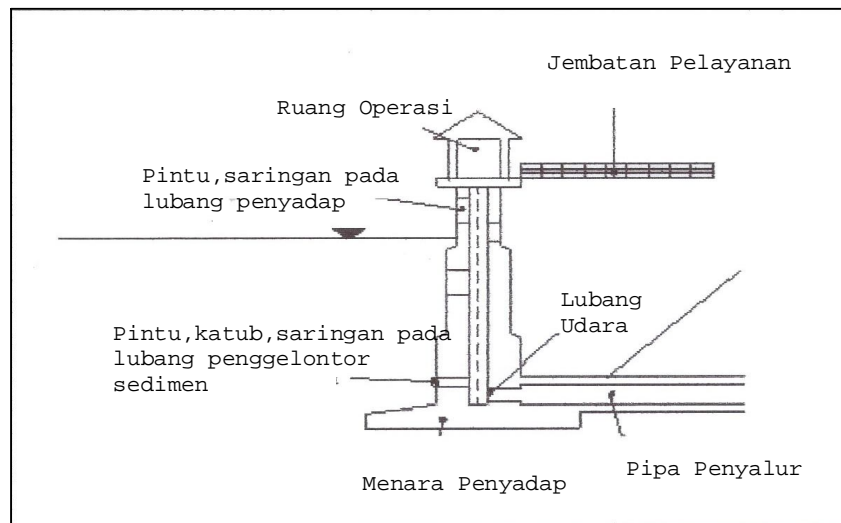 Jembatan Pelayanan
Ruang Operasi
Pintu,saringan pada
lubang penyadap
Lubang
Udara
Pintu,katub,saringan pada
lubang penggelontor
sedimen
Menara Penyadap
Pipa Penyalur